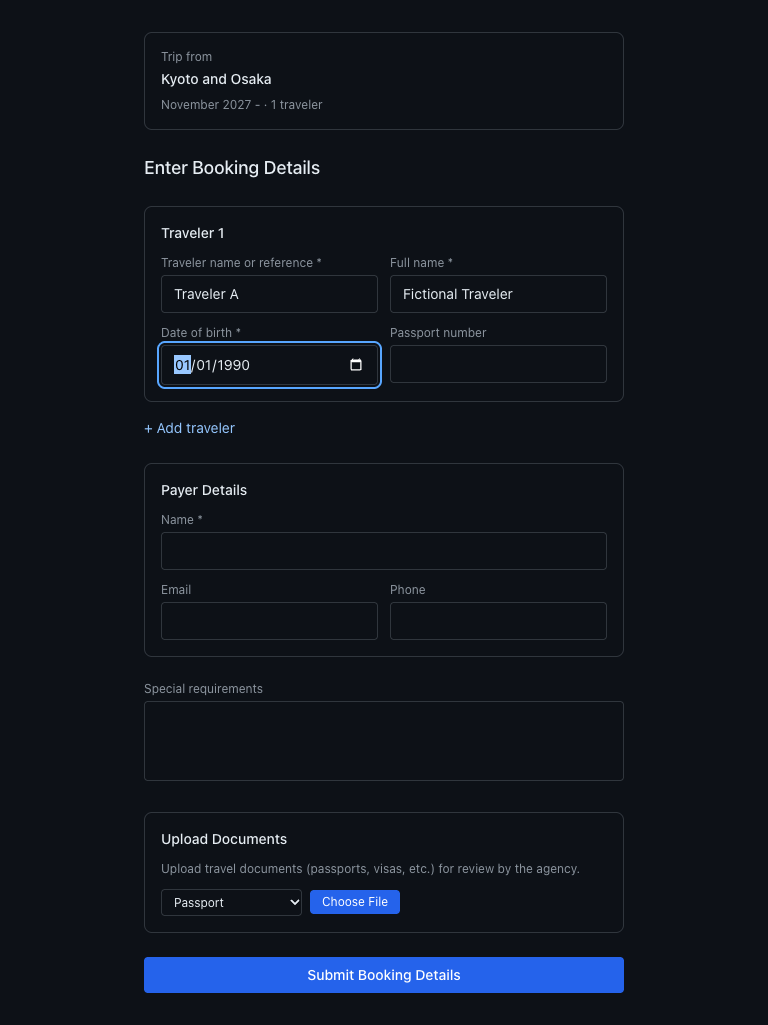 Trip from
Kyoto and Osaka
November 2027 - · 1 traveler
Enter Booking Details
Traveler 1
Traveler name or reference * Full name *
Traveler A Fictional Traveler
Date of birth * Passport number
01/01/1990
+ Add traveler
Payer Details
Name *
Email Phone
Special requirements
Upload Documents
Upload travel documents (passports, visas, etc.) for review by the agency.
Passport Choose File
Submit Booking Details